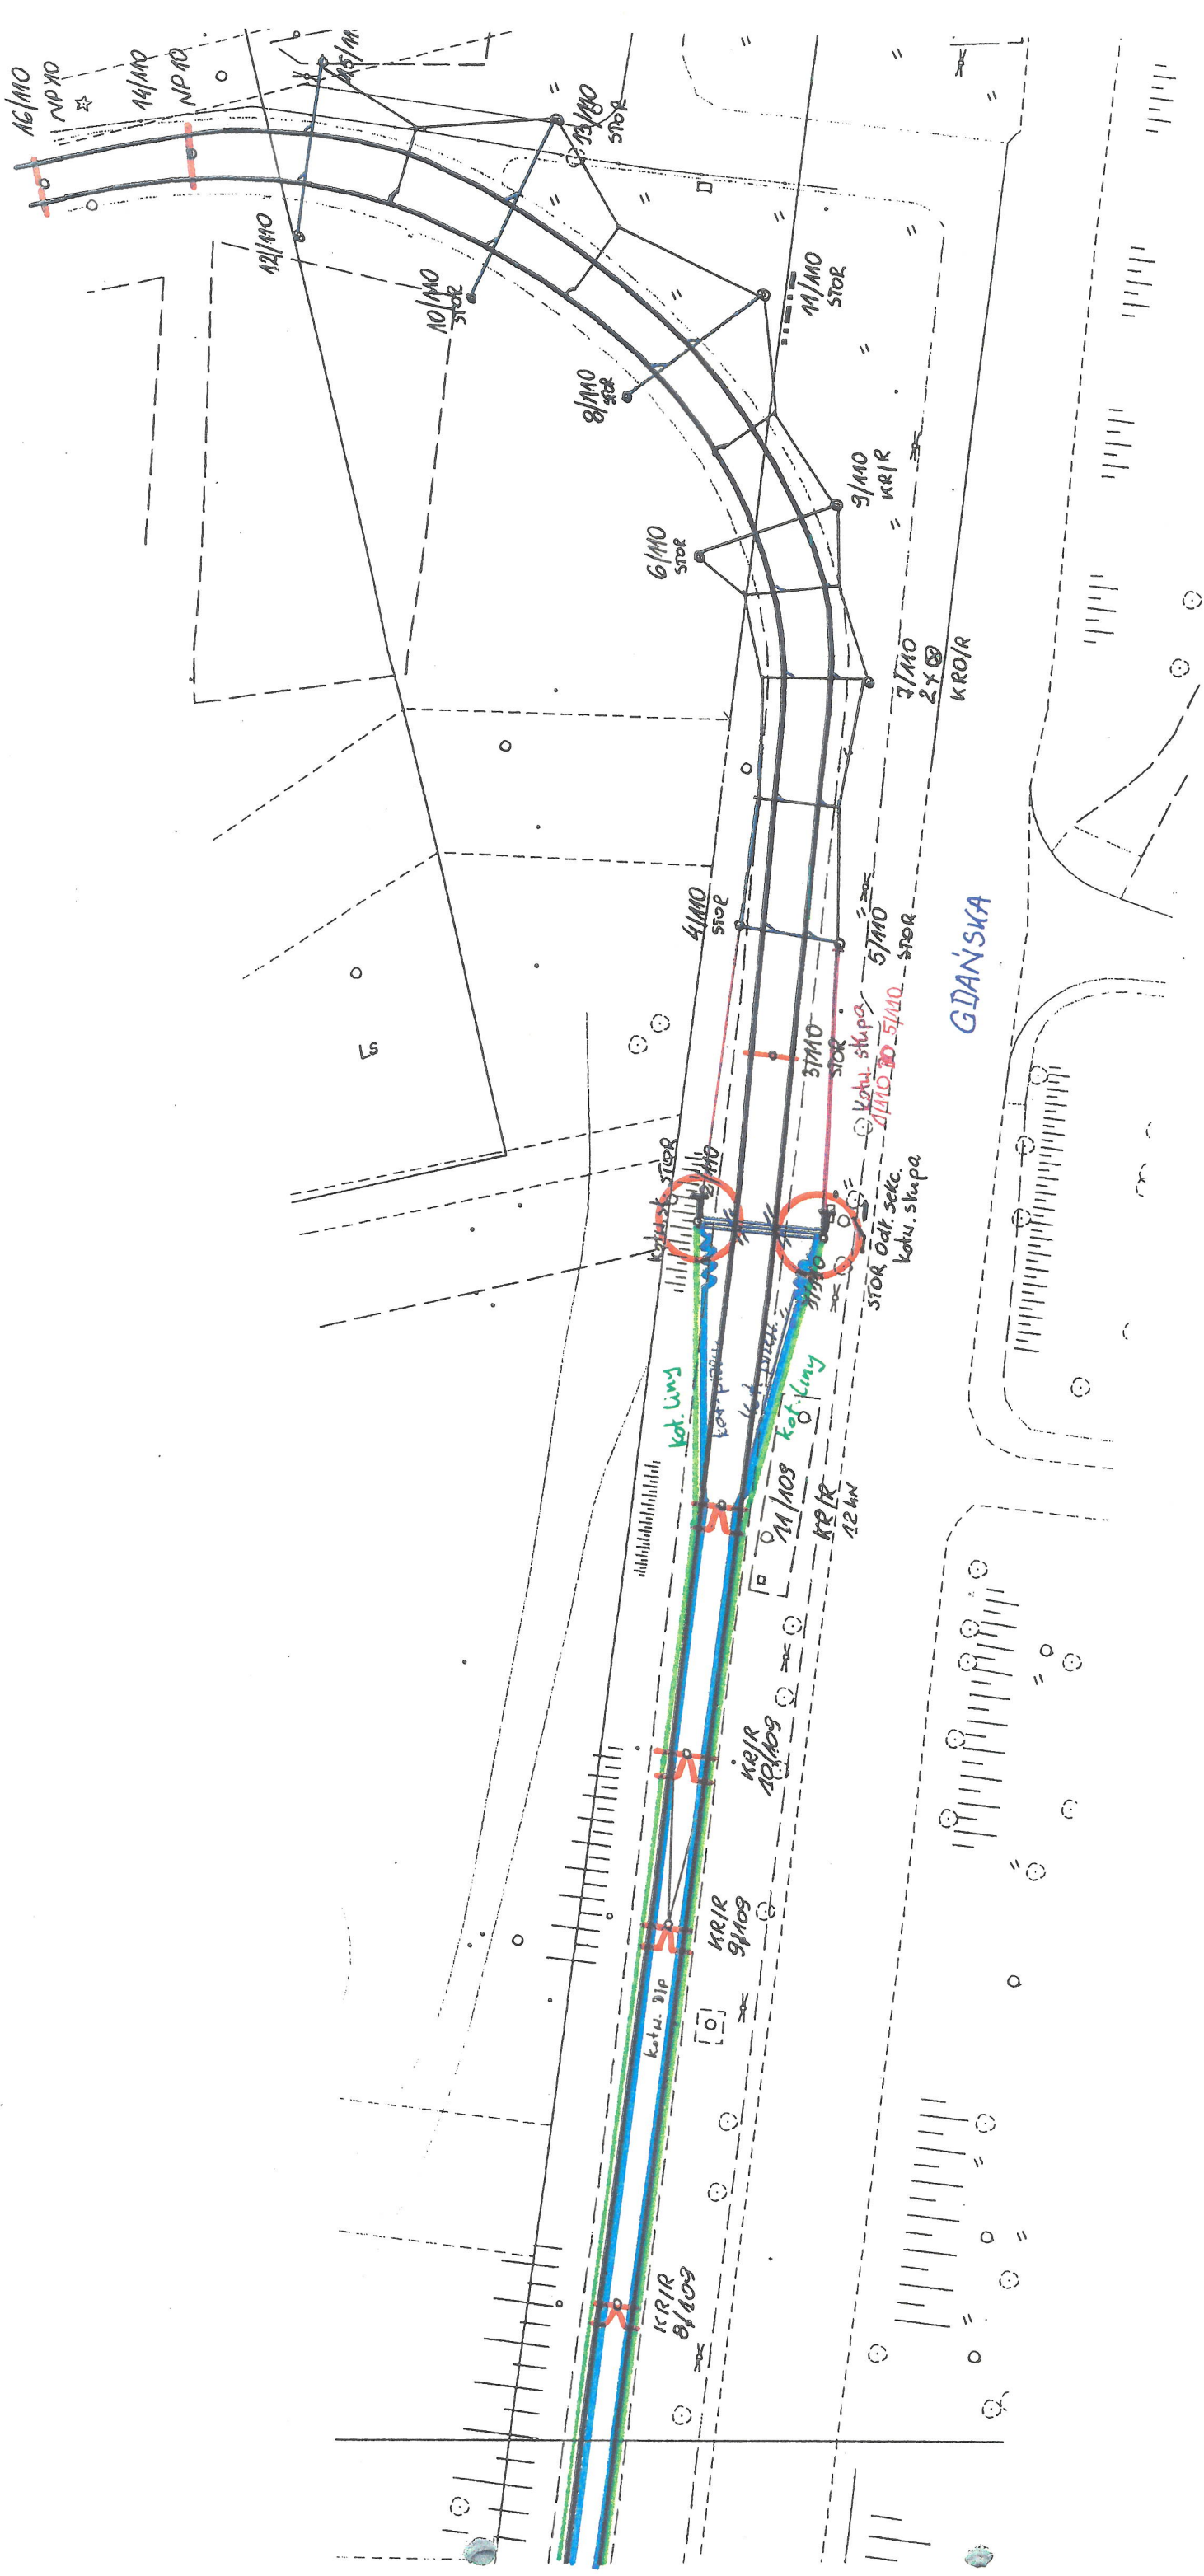 16/110
NP 10
14/110
NP 10
15/11
12/110
13/110
STOR
10/110
STOR
11/110
STOR
8/110
STOR
9/110
KR/R
6/110
STOR
7/110
2x
KRO/R
4/110
STOR
5/110
STOR
GDAŃSKA
LS
3/110
STOR
Kotw. słupa
1/110 DO 5/110
STOR
2/110
STOR Odł. sekc.
kotw. słupa
Kot. liny
Kot. liny
11/109
KR/R
12 kN
KR/R
10/109
KR/R
9/109
kotw.
KR/R
8/109